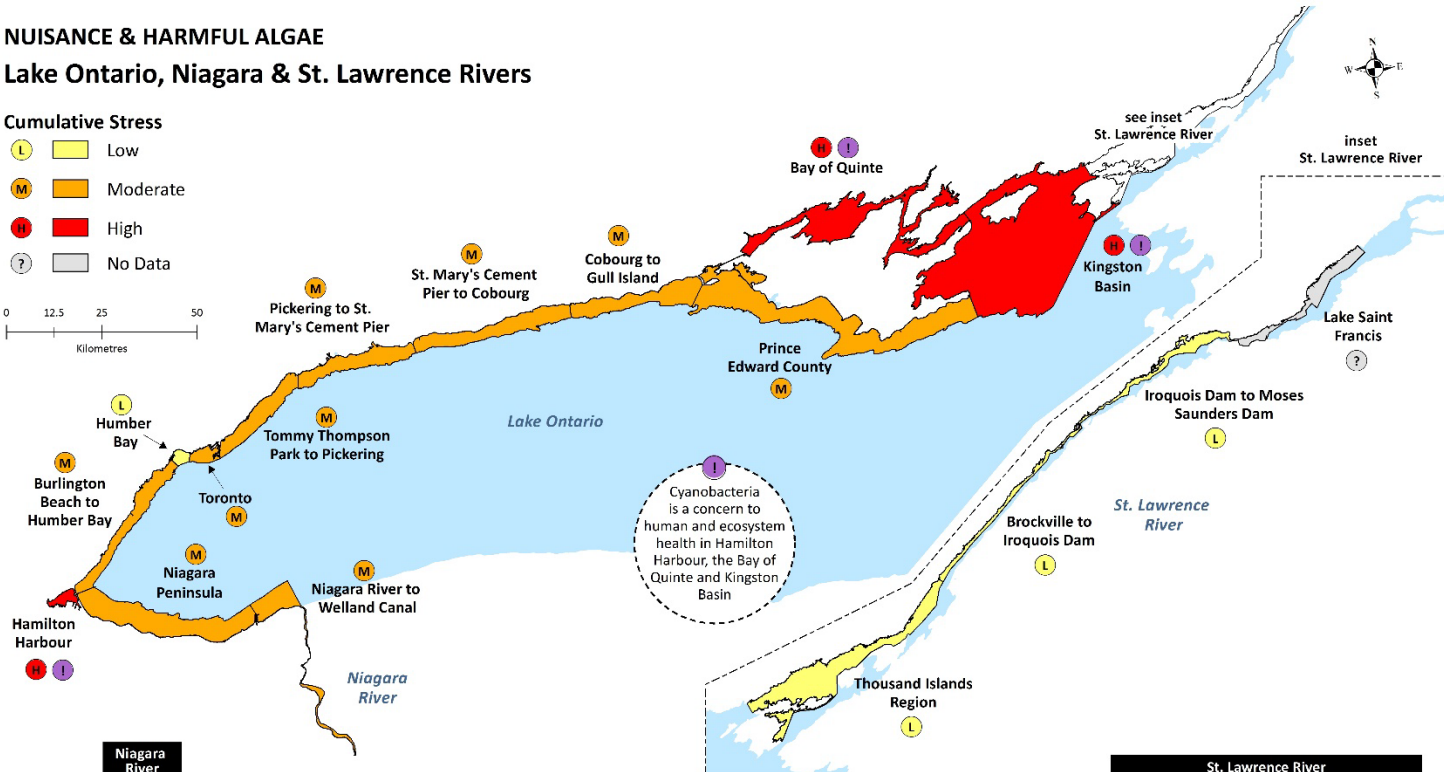 NUISANCE & HARMFUL ALGAE
Lake Ontario, Niagara & St. Lawrence Rivers
Cumulative Stress
L Low
M Moderate
H High
? No Data
0 12.5 25 50
Kilometres
N
W E
S
see inset
St. Lawrence River
inset
St. Lawrence River
H !
Bay of Quinte
M
Cobourg to
Gull Island
M
St. Mary's Cement
Pier to Cobourg
M
Pickering to St.
Mary's Cement Pier
H !
Kingston
Basin
Lake Saint
Francis
?
Prince
Edward County
M
Iroquois Dam to Moses
Saunders Dam
L
L
Humber
Bay
M
Tommy Thompson
Park to Pickering
Lake Ontario
M
Burlington
Beach to
Humber Bay
Toronto
M
!
Cyanobacteria
is a concern to
human and ecosystem
health in Hamilton
Harbour, the Bay of
Quinte and Kingston
Basin
St. Lawrence
River
Brockville to
Iroquois Dam
L
M
Niagara
Peninsula
M
Niagara River to
Welland Canal
Hamilton
Harbour
H !
Niagara
River
Thousand Islands
Region
L
Niagara
River
St. Lawrence River